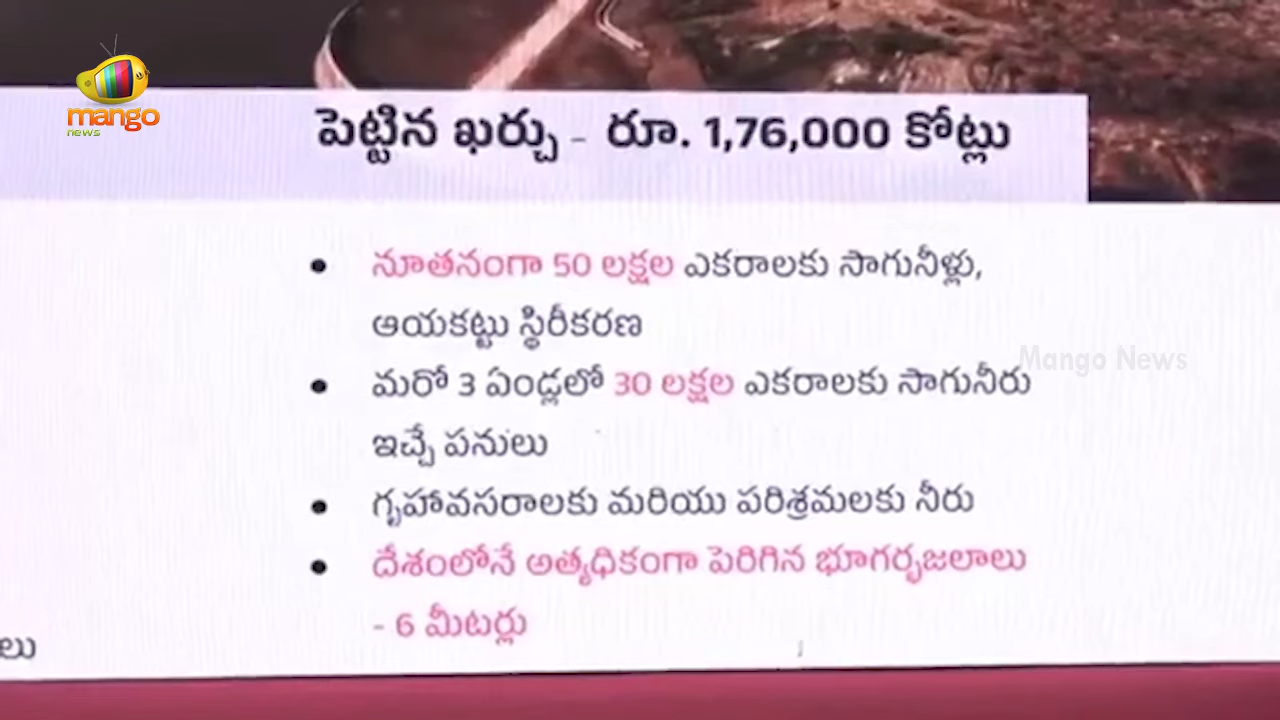 mango
news
పెట్టిన ఖర్చు - రూ. 1,76,000 కోట్లు
• నూతనంగా 50 లక్షల ఎకరాలకు సాగునీళ్లు,
ఆయకట్టు స్థిరీకరణ
Mango News
• మరో 3 ఏండ్లలో 30 లక్షల ఎకరాలకు సాగునీరు
ఇచ్చే పనులు
• గృహావసరాలకు మరియు పరిశ్రమలకు నీరు
• దేశంలోనే అత్యధికంగా పెరిగిన భూగర్భజలాలు
- 6 మీటర్లు
లు